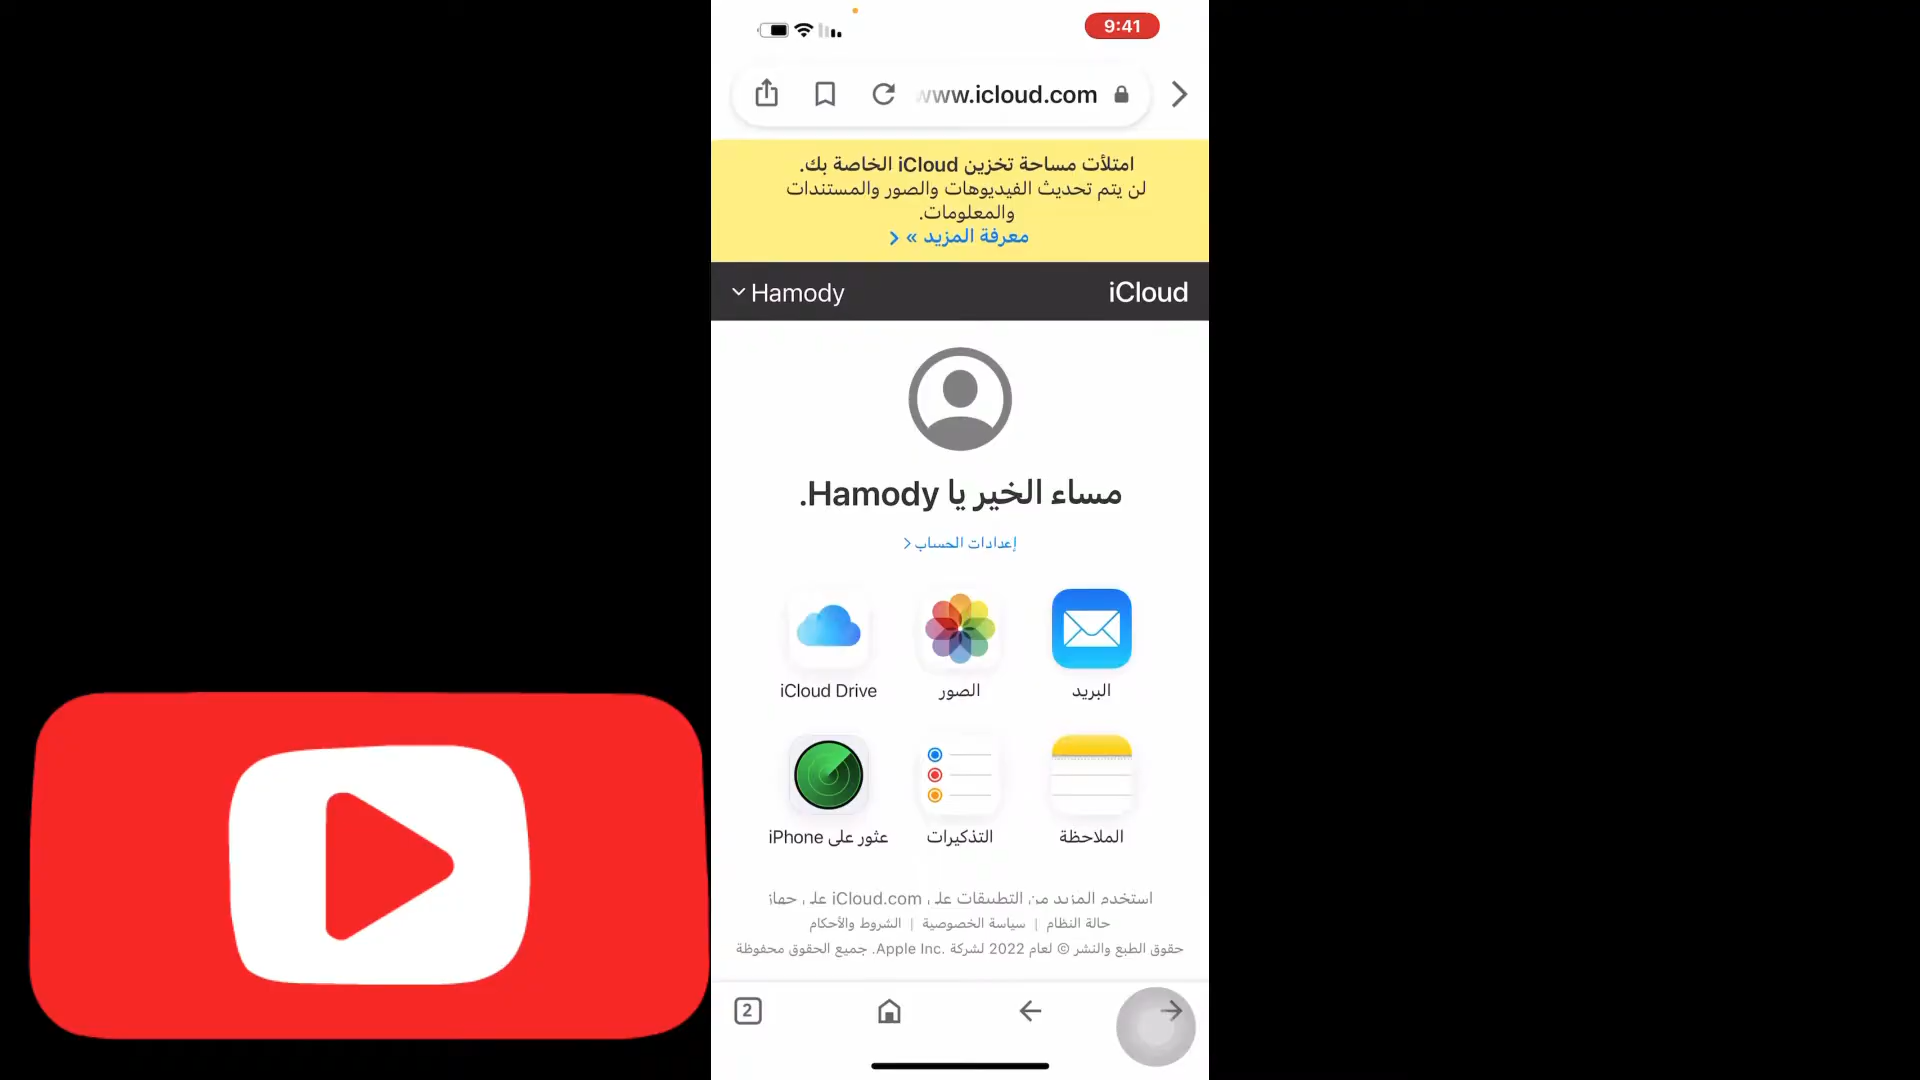 9:41
www.icloud.com
امتلأت مساحة تخزين iCloud الخاصة بك.
لن يتم تحديث الفيديوهات والصور والمستندات
والمعلومات.
معرفة المزيد »
iCloud
Hamody
مساء الخير يا Hamody.
إعدادات الحساب
البريد
الصور
iCloud Drive
الملاحظة
التذكيرات
عثور على iPhone
استخدم المزيد من التطبيقات على iCloud.com على جهاز
حالة النظام | سياسة الخصوصية | الشروط والأحكام
حقوق الطبع والنشر © لعام 2022 لشركة Apple Inc. جميع الحقوق محفوظة
2